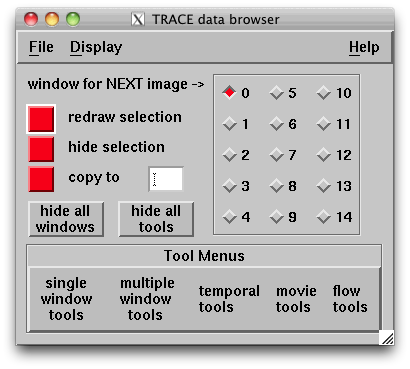 TRACE data browser
File Display Help
window for NEXT image ->
redraw selection
hide selection
copy to
hide all
windows
hide all
tools
0 5 10
1 6 11
2 7 12
3 8 13
4 9 14
Tool Menus
single
window
tools
multiple
window
tools
temporal
tools
movie
tools
flow
tools